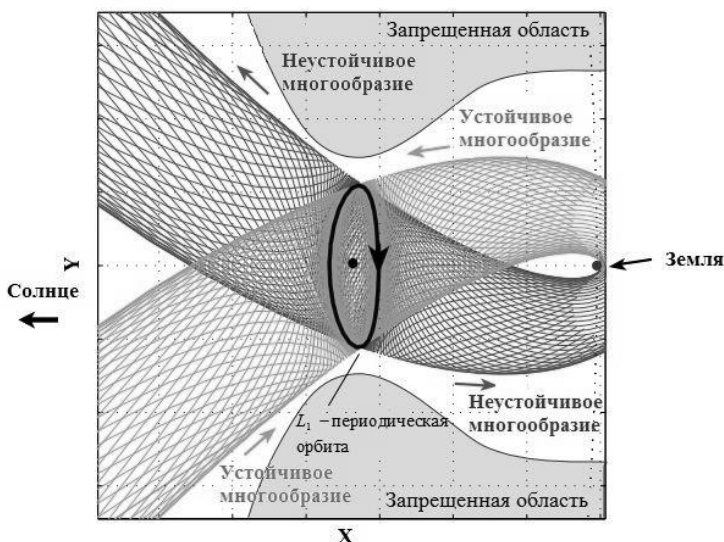 Запрещенная область
Неустойчивое
многообразие
Устойчивое
многообразие
Y
Земля
Солнце
L₁ – периодическая
орбита
Неустойчивое
многообразие
Устойчивое
многообразие
Запрещенная область
X